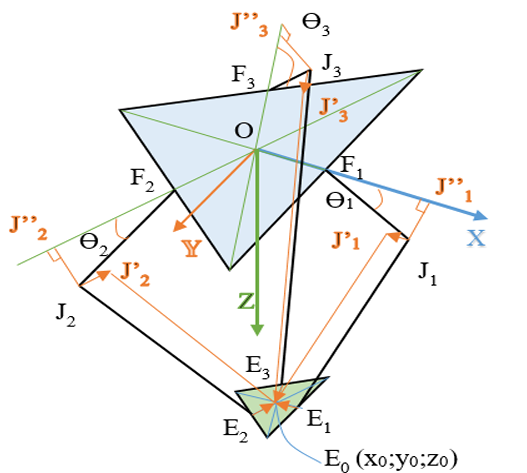 J''₃
ϴ₃
J₃
F₃
J'₃
O
F₁
F₂
J''₁
ϴ₁
J''₂
X
ϴ₂
Y
J'₁
J'₂
J₁
Z
J₂
E₃
E₂
E₁
E₀ (x₀;y₀;z₀)